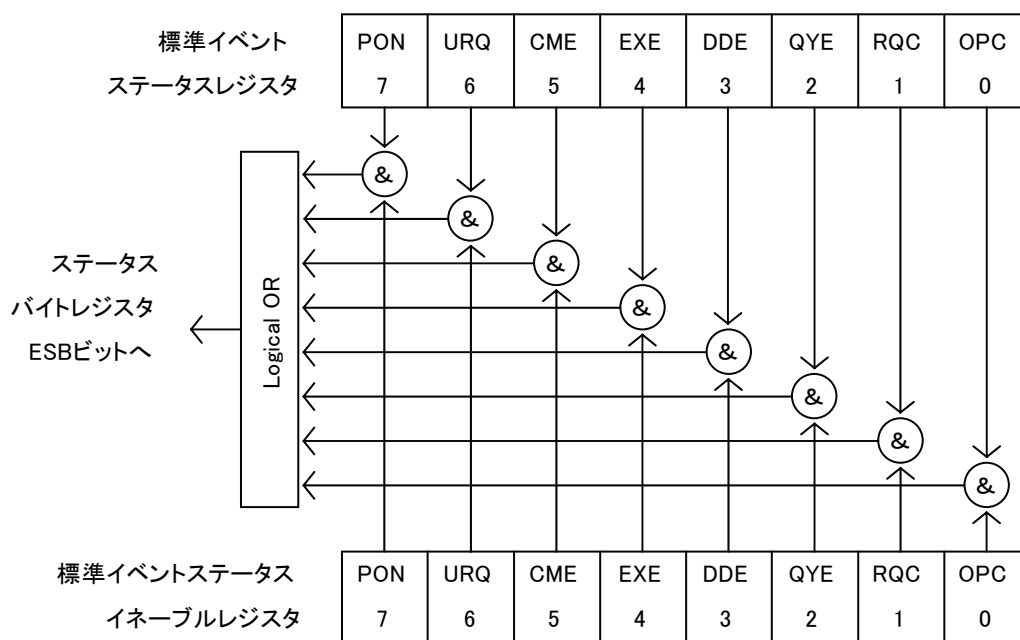 標準イベント
ステータスレジスタ
PON URQ CME EXE DDE QYE RQC OPC
7 6 5 4 3 2 1 0
&
&
&
&
&
&
&
&
Logical OR
ステータス
バイトレジスタ
ESBビットへ
標準イベントステータス
イネーブルレジスタ
PON URQ CME EXE DDE QYE RQC OPC
7 6 5 4 3 2 1 0